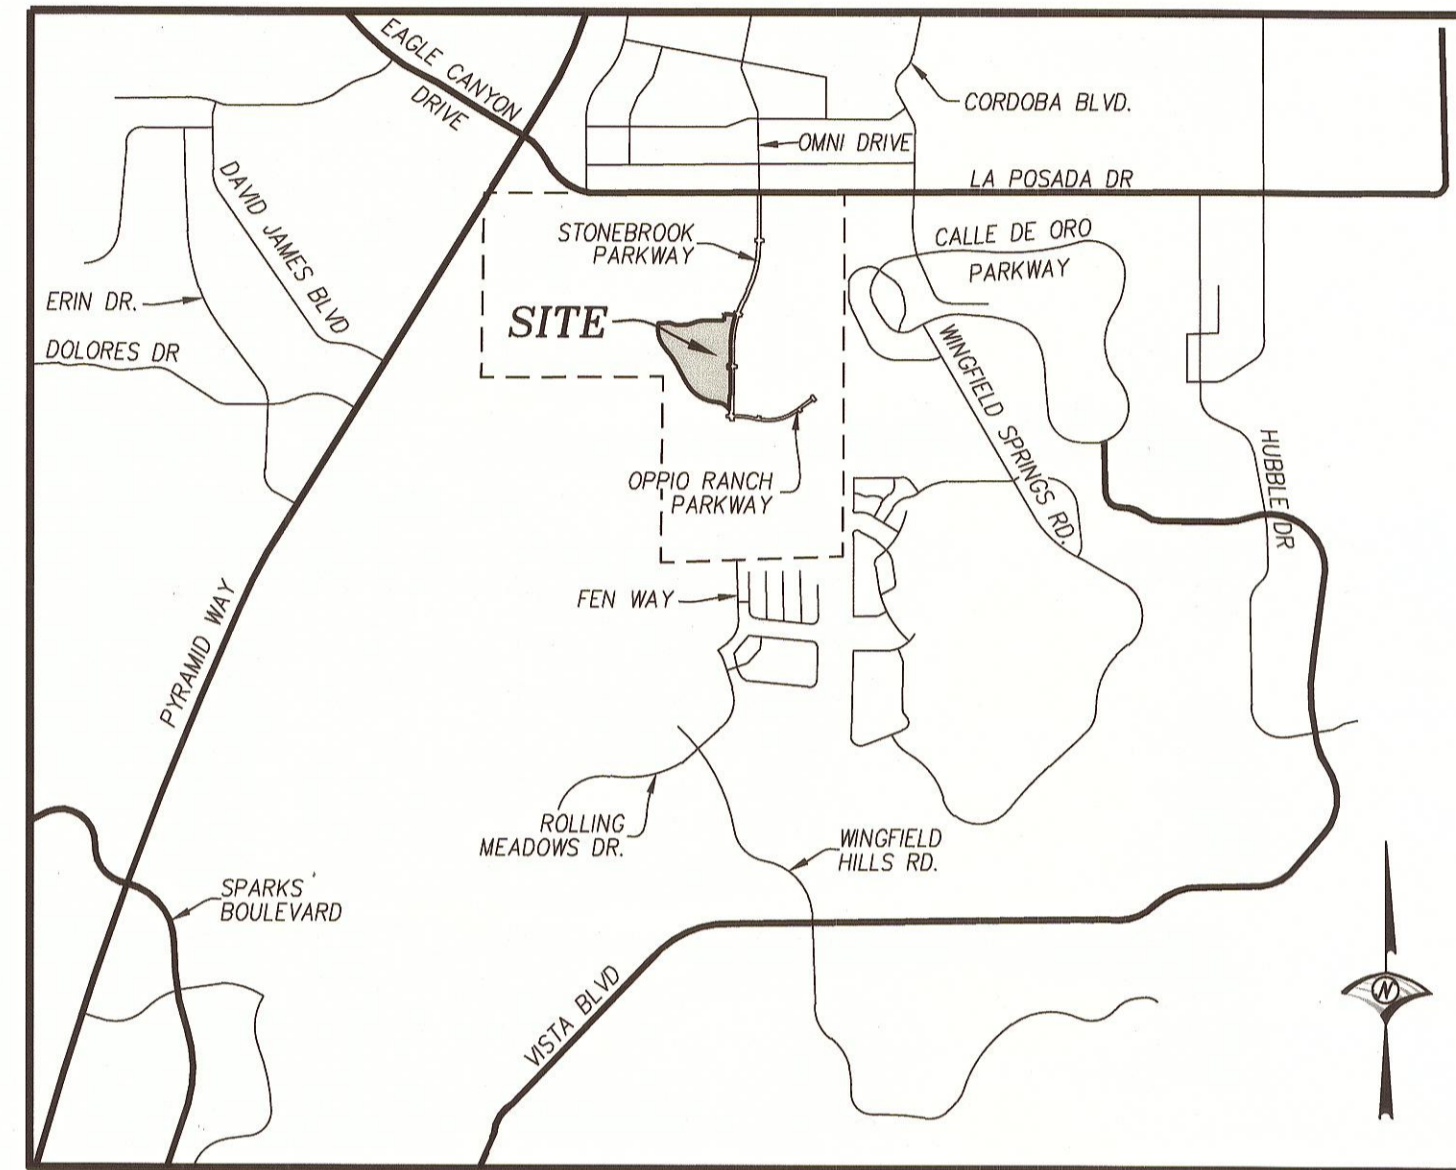 EAGLE CANYON
DRIVE
CORDOBA BLVD.
OMNI DRIVE
LA POSADA DR
DAVID JAMES BLVD
STONEBROOK
PARKWAY
CALLE DE ORO
PARKWAY
ERIN DR.
SITE
DOLORES DR
WINGFIELD SPRINGS RD.
HUBBLE DR
OPPIO RANCH
PARKWAY
FEN WAY
PYRAMID WAY
ROLLING
MEADOWS DR.
WINGFIELD
HILLS RD.
SPARKS
BOULEVARD
VISTA BLVD
N